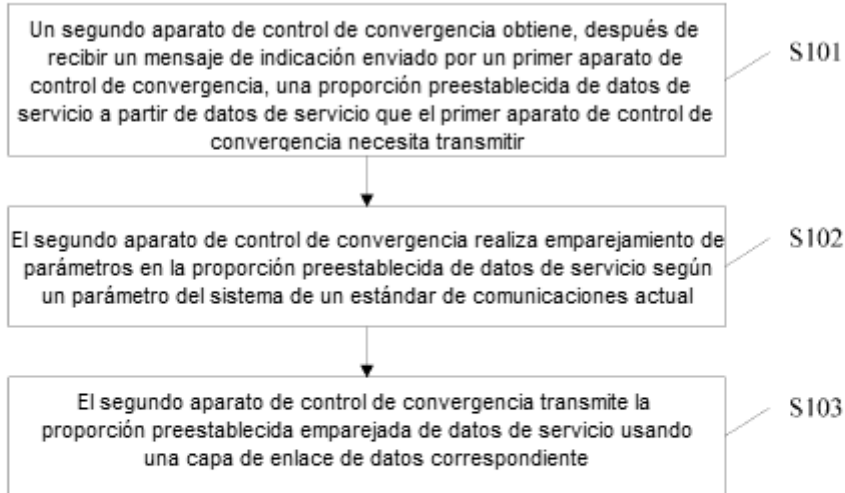 Un segundo aparato de control de convergencia obtiene, después de
recibir un mensaje de indicación enviado por un primer aparato de
control de convergencia, una proporción preestablecida de datos de
servicio a partir de datos de servicio que el primer aparato de control de
convergencia necesita transmitir
S101
El segundo aparato de control de convergencia realiza emparejamiento de
parámetros en la proporción preestablecida de datos de servicio según
un parámetro del sistema de un estándar de comunicaciones actual
S102
El segundo aparato de control de convergencia transmite la
proporción preestablecida emparejada de datos de servicio usando
una capa de enlace de datos correspondiente
S103